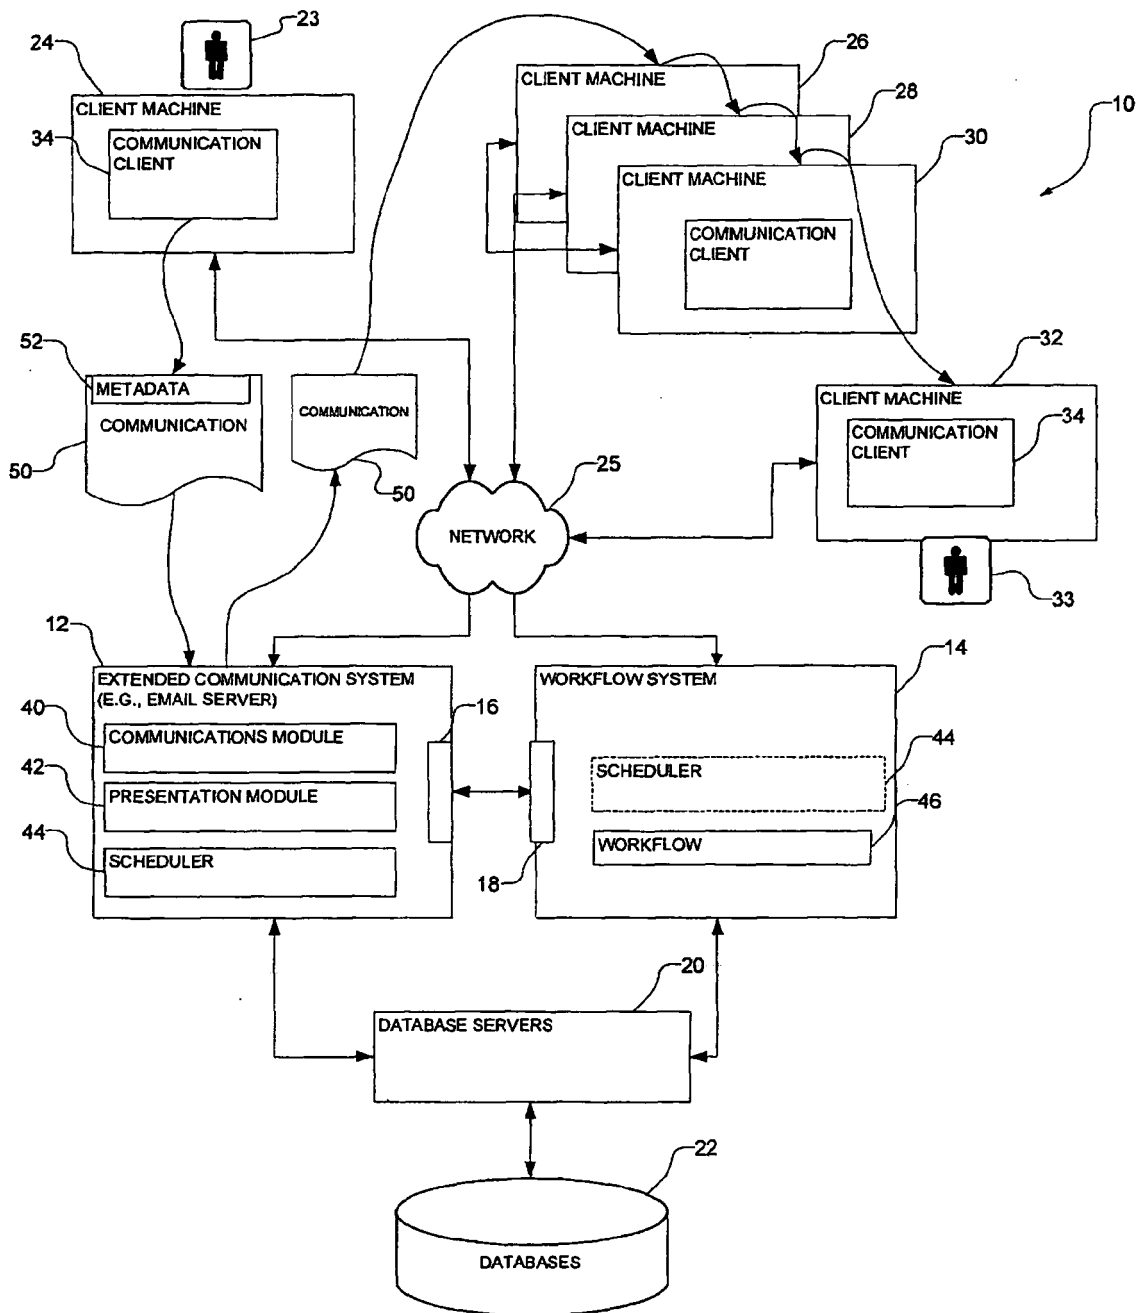 23
24
26
CLIENT MACHINE
28
10
CLIENT MACHINE
34
COMMUNICATION
CLIENT
CLIENT MACHINE
30
CLIENT MACHINE
COMMUNICATION
CLIENT
52
METADATA
COMMUNICATION
50
COMMUNICATION
50
32
CLIENT MACHINE
COMMUNICATION
CLIENT
34
25
NETWORK
33
12
EXTENDED COMMUNICATION SYSTEM
(E.G., EMAIL SERVER)
16
40
COMMUNICATIONS MODULE
42
PRESENTATION MODULE
44
SCHEDULER
14
WORKFLOW SYSTEM
44
SCHEDULER
46
WORKFLOW
18
20
DATABASE SERVERS
22
DATABASES